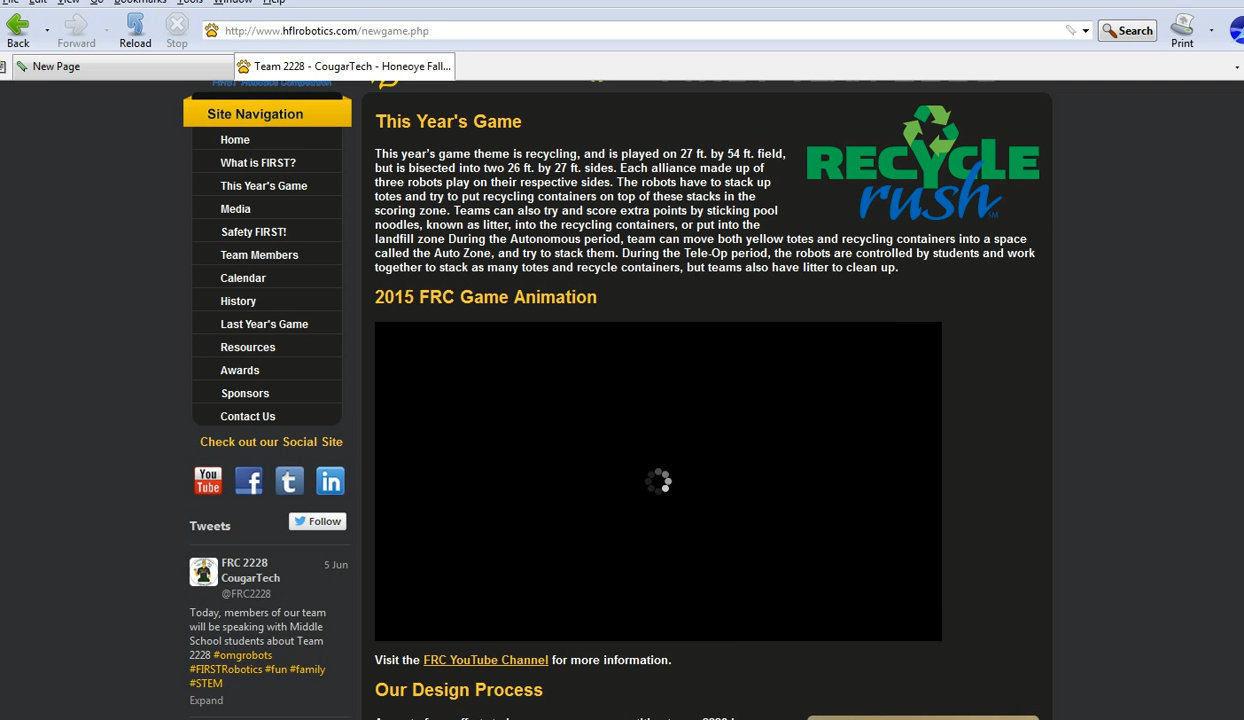 File Edit View Go Bookmarks Tools Window Help
Back Forward Reload Stop http://www.hflrobotics.com/newgame.php Search Print
New Page Team 2228 - CougarTech - Honeoye Fall...
Site Navigation
Home
What is FIRST?
This Year's Game
Media
Safety FIRST!
Team Members
Calendar
History
Last Year's Game
Resources
Awards
Sponsors
Contact Us
Check out our Social Site
You
Tube
f t in
Tweets Follow
FRC 2228 5 Jun
CougarTech
@FRC2228
Today, members of our team
will be speaking with Middle
School students about Team
2228 #omgrobots
#FIRSTRobotics #fun #family
#STEM
Expand
This Year's Game
RECYCLE
rush
SM
This year's game theme is recycling, and is played on 27 ft. by 54 ft. field,
but is bisected into two 26 ft. by 27 ft. sides. Each alliance made up of
three robots play on their respective sides. The robots have to stack up
totes and try to put recycling containers on top of these stacks in the
scoring zone. Teams can also try and score extra points by sticking pool
noodles, known as litter, into the recycling containers, or put into the
landfill zone During the Autonomous period, team can move both yellow totes and recycling containers into a space
called the Auto Zone, and try to stack them. During the Tele-Op period, the robots are controlled by students and work
together to stack as many totes and recycle containers, but teams also have litter to clean up.
2015 FRC Game Animation
Visit the FRC YouTube Channel for more information.
Our Design Process